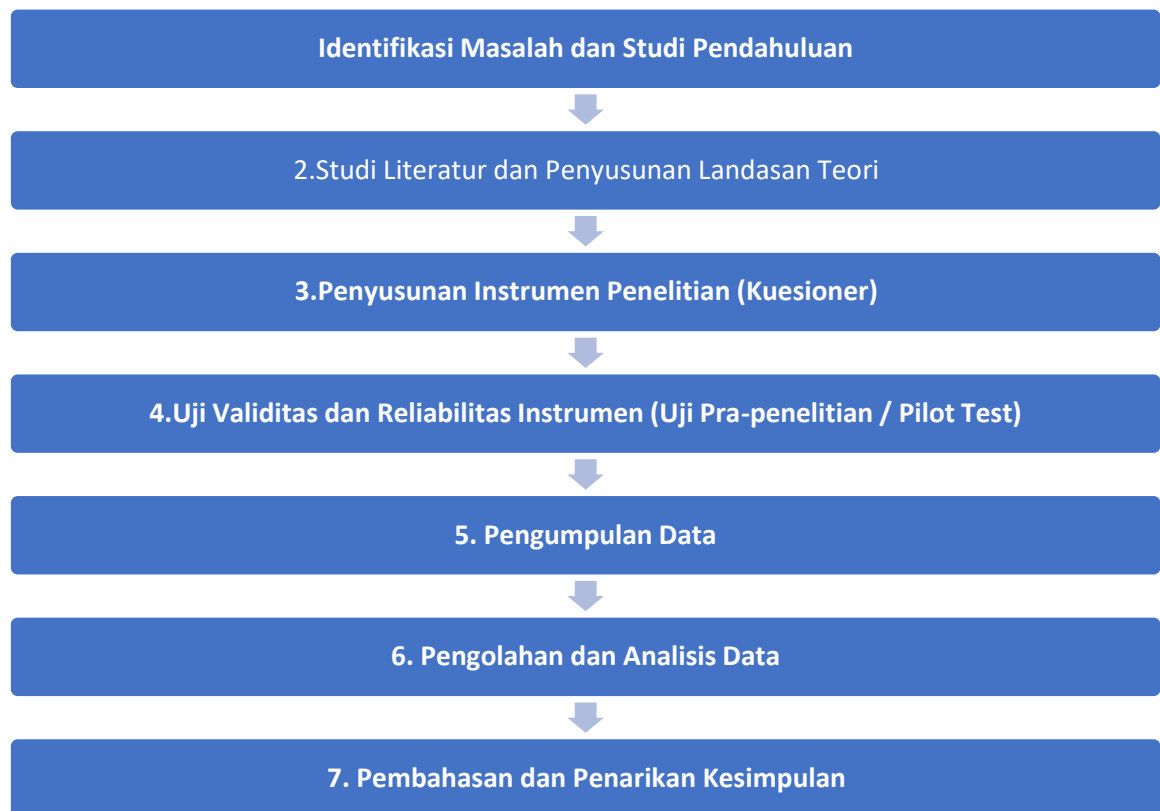 Identifikasi Masalah dan Studi Pendahuluan
2.Studi Literatur dan Penyusunan Landasan Teori
3.Penyusunan Instrumen Penelitian (Kuesioner)
4.Uji Validitas dan Reliabilitas Instrumen (Uji Pra-penelitian / Pilot Test)
5. Pengumpulan Data
6. Pengolahan dan Analisis Data
7. Pembahasan dan Penarikan Kesimpulan